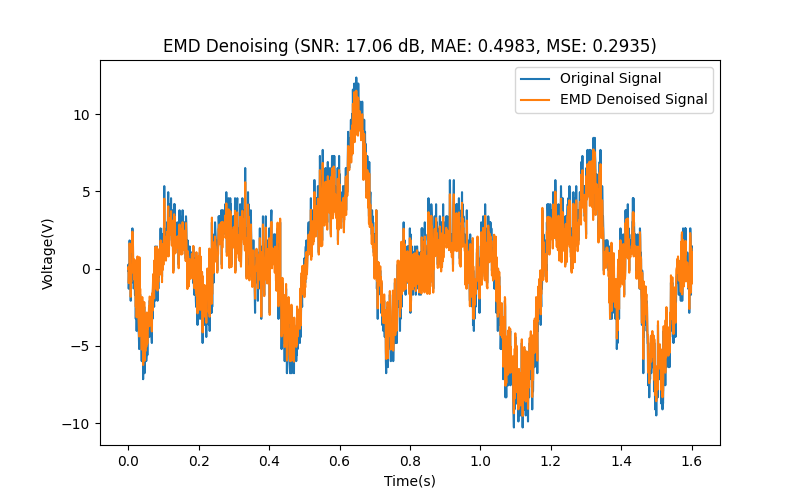 EMD Denoising (SNR: 17.06 dB, MAE: 0.4983, MSE: 0.2935)
Original Signal
EMD Denoised Signal
Voltage(V)
10
5
0
−5
−10
0.0 0.2 0.4 0.6 0.8 1.0 1.2 1.4 1.6
Time(s)